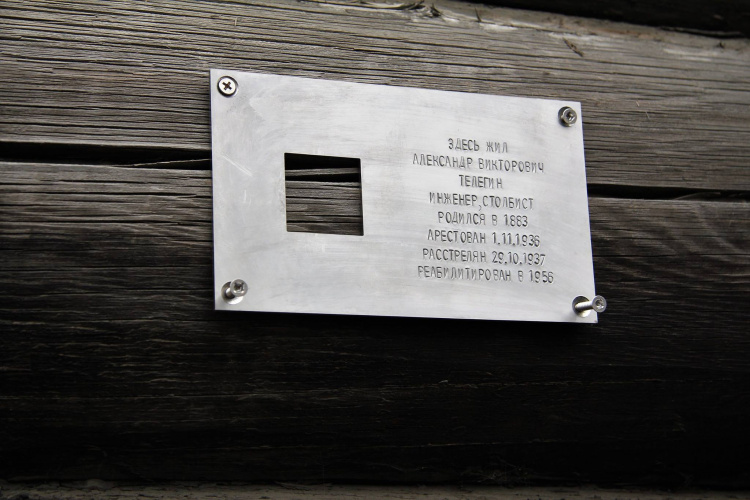 ЗДЕСЬ ЖИЛ
АЛЕКСАНДР ВИКТОРОВИЧ
ТЕЛЕГИН
ИНЖЕНЕР, СТОЛБИСТ
РОДИЛСЯ В 1883
АРЕСТОВАН 1.11.1936
РАССТРЕЛЯН 29.10.1937
РЕАБИЛИТИРОВАН В 1956